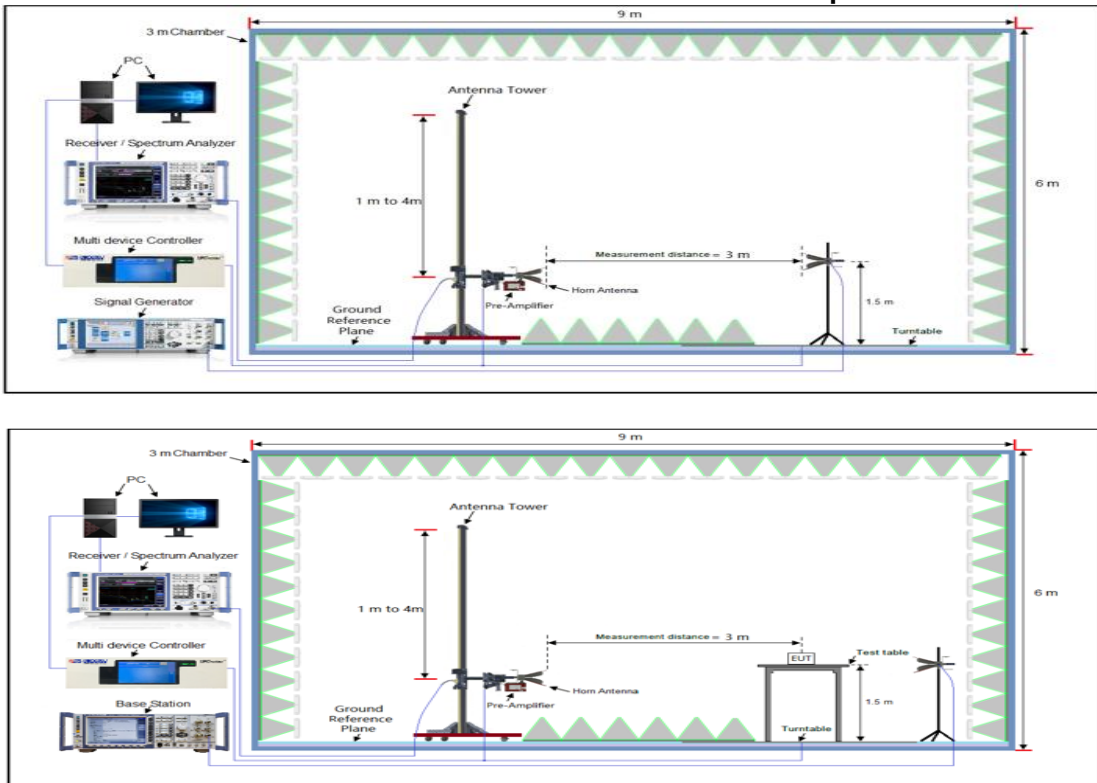 9 m
3 m Chamber
PC
Antenna Tower
Receiver / Spectrum Analyzer
6 m
1 m to 4m
Multi device Controller
Measurement distance = 3 m
Horn Antenna
Pre-Amplifier
1.5 m
Signal Generator
Ground
Reference
Plane
Turntable
9 m
3 m Chamber
PC
Antenna Tower
Receiver / Spectrum Analyzer
6 m
1 m to 4m
Measurement distance = 3 m
EUT
Test table
Multi device Controller
Horn Antenna
Pre-Amplifier
1.5 m
Base Station
Ground
Reference
Plane
Turntable